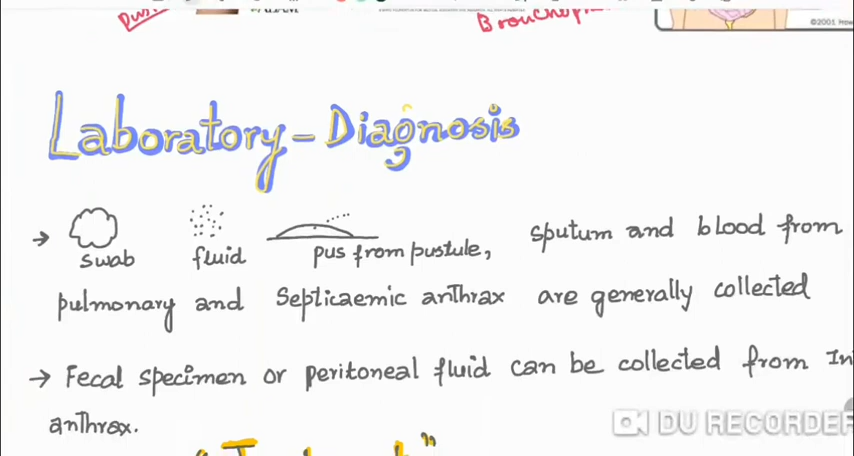 ©2001
Laboratory - Diagnosis
→ swab fluid pus from pustule, sputum and blood from
pulmonary and Septicaemic anthrax are generally collected
→ Fecal specimen or peritoneal fluid can be collected from In
anthrax.
DU RECORDER